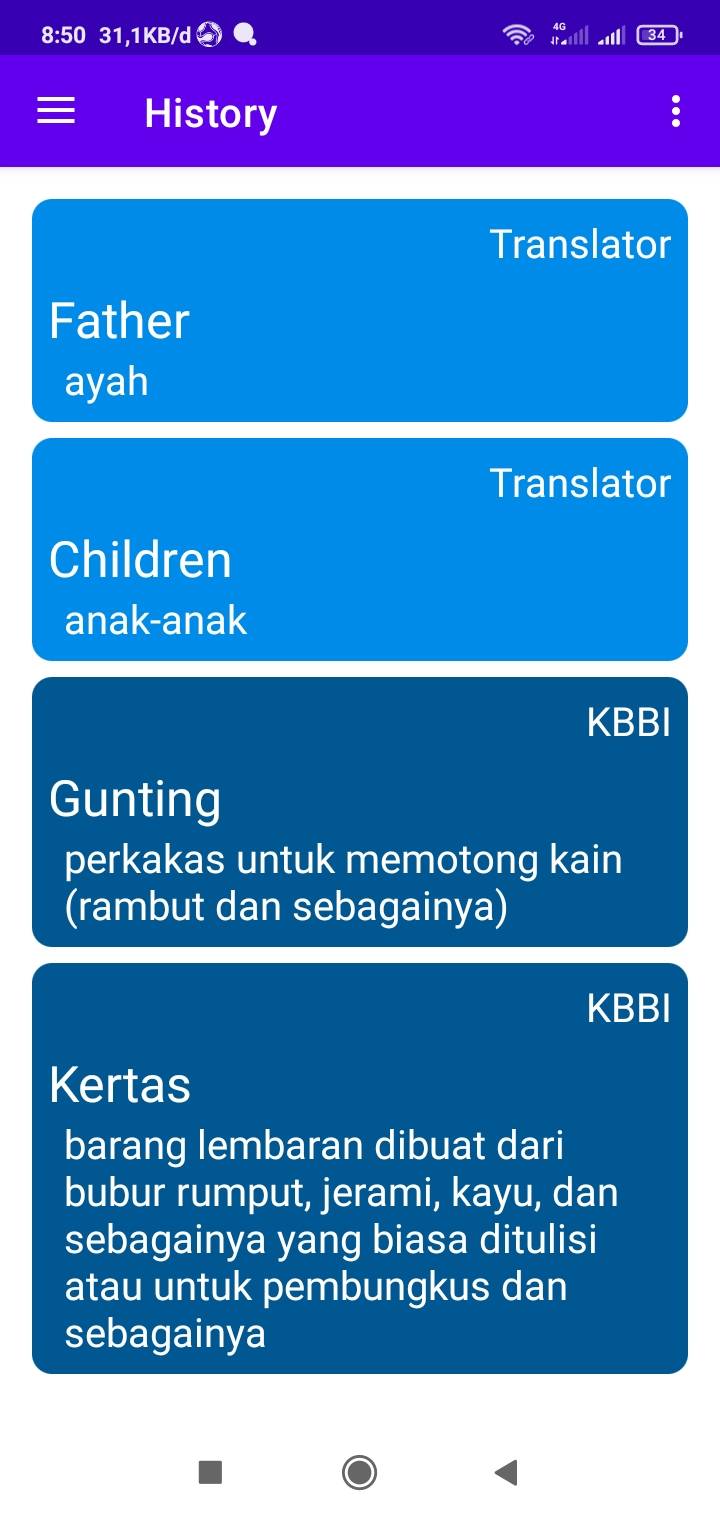 8:50 31,1KB/d 4G 34
History
Translator
Father
ayah
Translator
Children
anak-anak
KBBI
Gunting
perkakas untuk memotong kain
(rambut dan sebagainya)
KBBI
Kertas
barang lembaran dibuat dari
bubur rumput, jerami, kayu, dan
sebagainya yang biasa ditulisi
atau untuk pembungkus dan
sebagainya